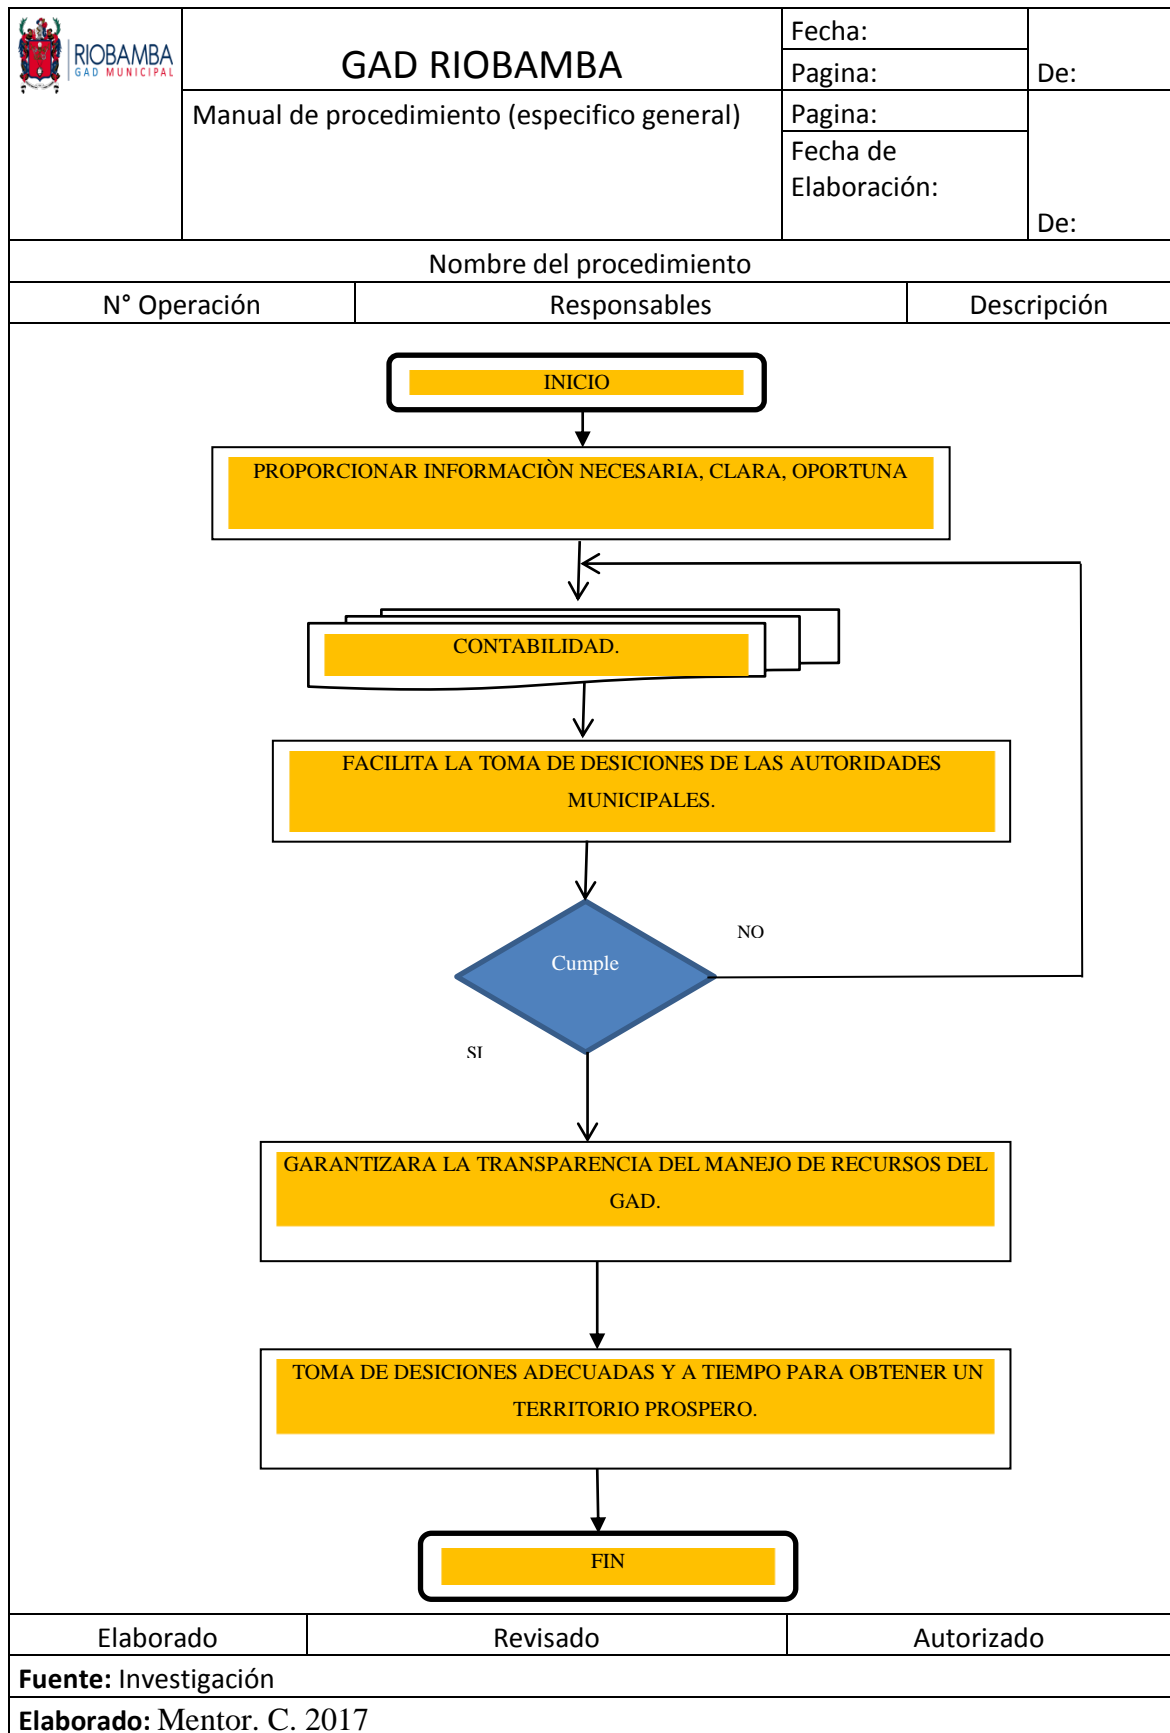 RIOBAMBA
GAD MUNICIPAL
GAD RIOBAMBA
Fecha:
Pagina:
De:
Manual de procedimiento (especifico general)
Pagina:
Fecha de
Elaboración:
De:
Nombre del procedimiento
N° Operación
Responsables
Descripción
INICIO
PROPORCIONAR INFORMACIÒN NECESARIA, CLARA, OPORTUNA
CONTABILIDAD.
FACILITA LA TOMA DE DESICIONES DE LAS AUTORIDADES
MUNICIPALES.
Cumple
NO
SI
GARANTIZARA LA TRANSPARENCIA DEL MANEJO DE RECURSOS DEL
GAD.
TOMA DE DESICIONES ADECUADAS Y A TIEMPO PARA OBTENER UN
TERRITORIO PROSPERO.
FIN
Elaborado
Revisado
Autorizado
Fuente: Investigación
Elaborado: Mentor. C. 2017